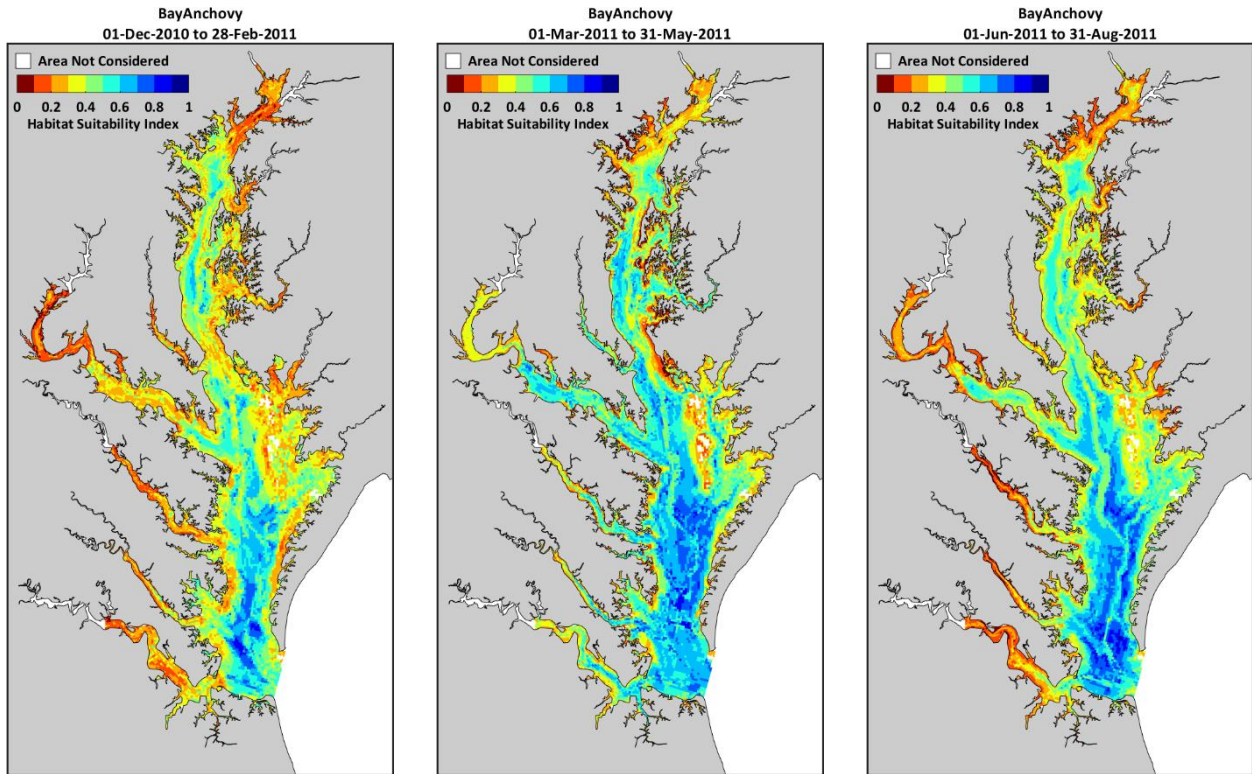 BayAnchovy
01-Dec-2010 to 28-Feb-2011
Area Not Considered
0 0.2 0.4 0.6 0.8 1
Habitat Suitability Index
BayAnchovy
01-Mar-2011 to 31-May-2011
Area Not Considered
0 0.2 0.4 0.6 0.8 1
Habitat Suitability Index
BayAnchovy
01-Jun-2011 to 31-Aug-2011
Area Not Considered
0 0.2 0.4 0.6 0.8 1
Habitat Suitability Index